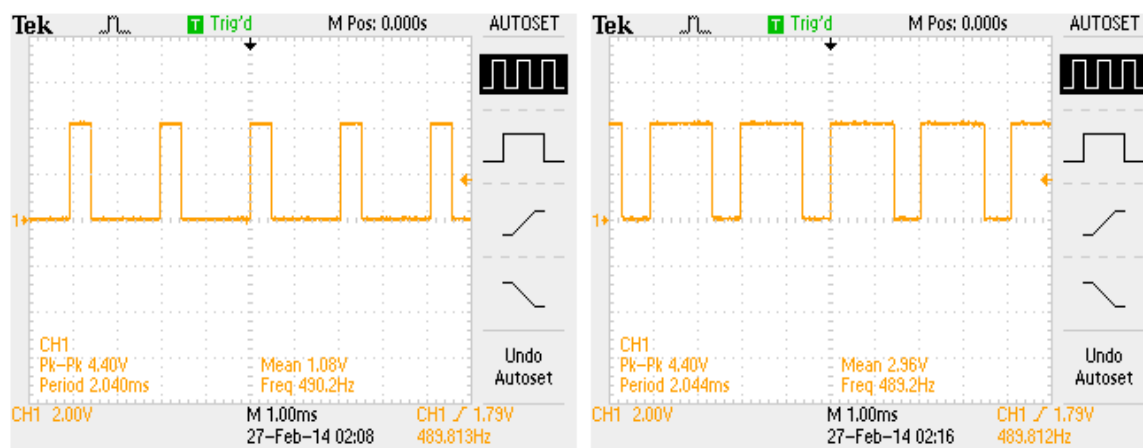 Tek T Trig'd M Pos: 0.000s AUTOSET
1
CH1
Pk-Pk 4.40V Mean 1.08V
Period 2.040ms Freq 490.2Hz
Undo
Autoset
CH1 2.00V M 1.00ms CH1 / 1.79V
27-Feb-14 02:08 489.813Hz
Tek T Trig'd M Pos: 0.000s AUTOSET
1
CH1
Pk-Pk 4.40V Mean 2.96V
Period 2.044ms Freq 489.2Hz
Undo
Autoset
CH1 2.00V M 1.00ms CH1 / 1.79V
27-Feb-14 02:16 489.812Hz